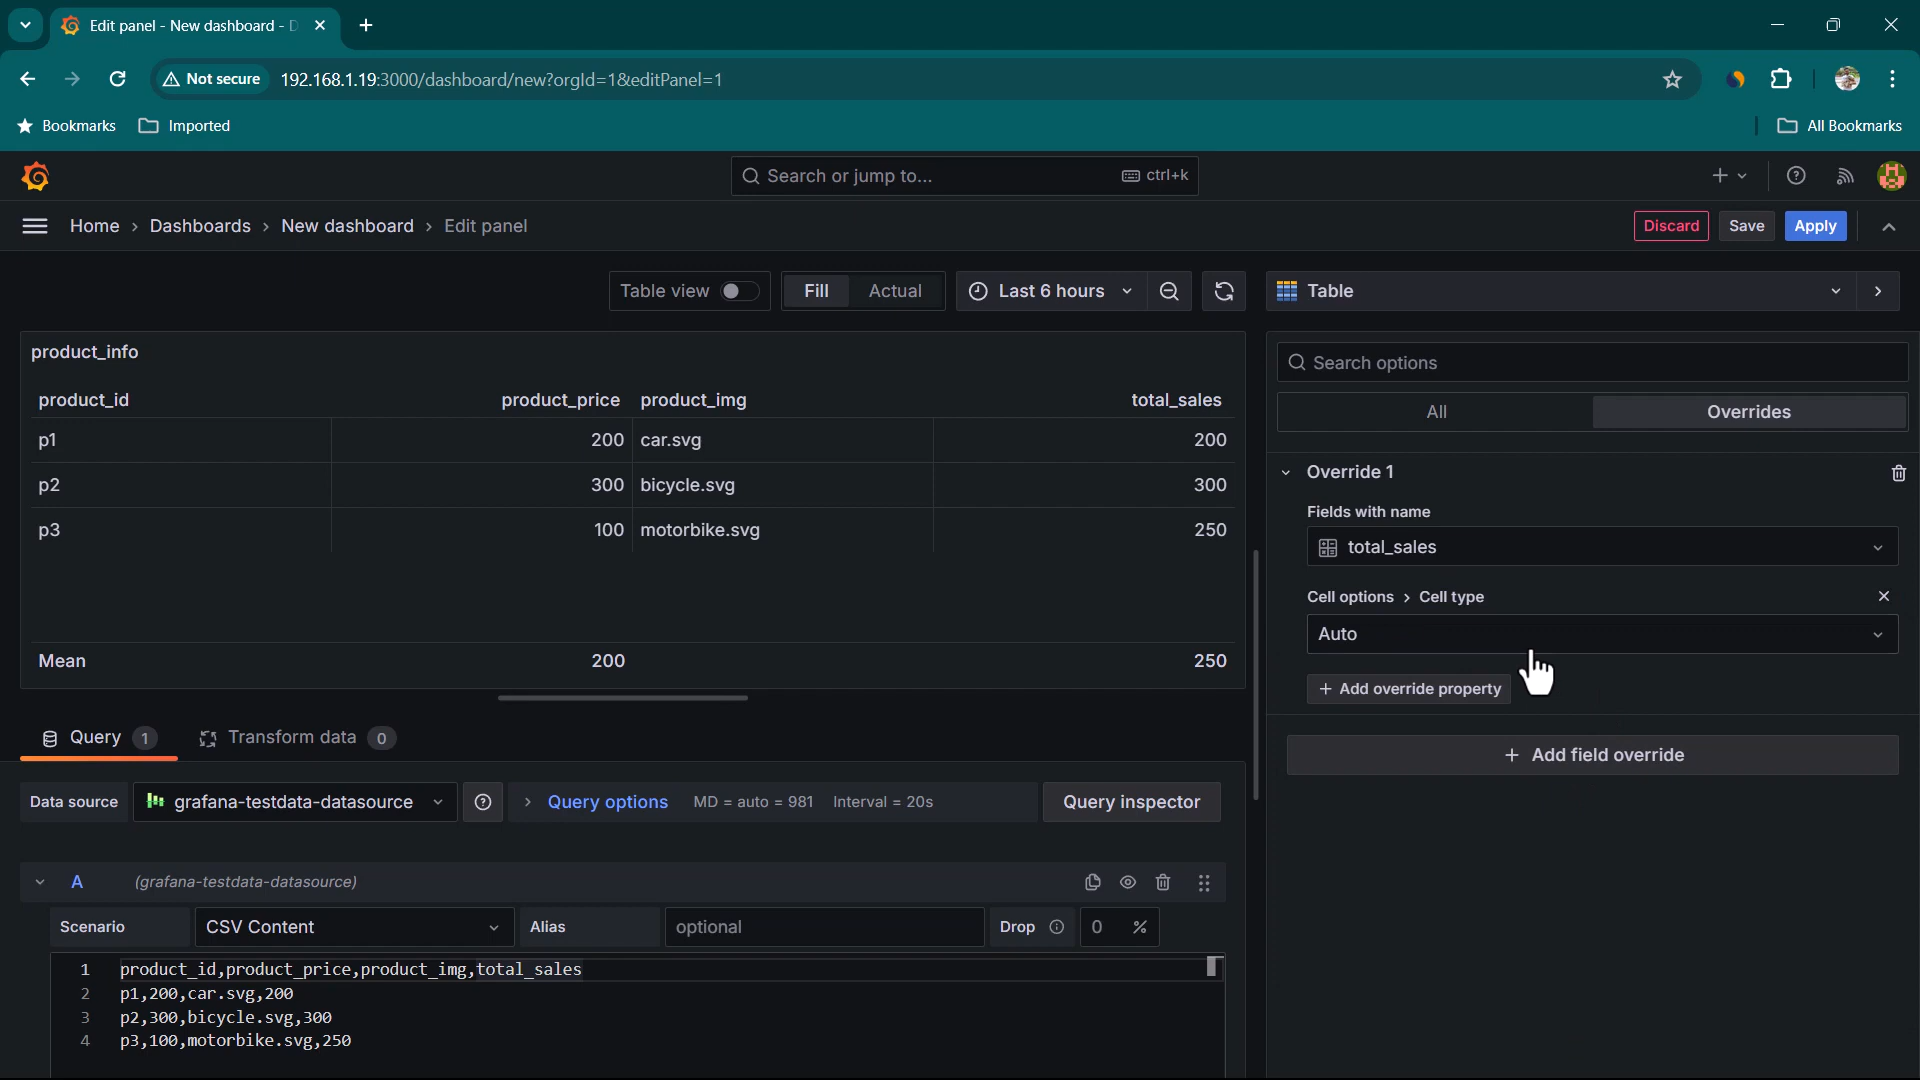 Edit panel - New dashboard - D
Not secure
192.168.1.19:3000/dashboard/new?orgId=1&editPanel=1
Bookmarks
Imported
All Bookmarks
Search or jump to...
ctrl+k
Home › Dashboards › New dashboard › Edit panel
Discard
Save
Apply
Table view
Fill
Actual
Last 6 hours
Table
product_info
product_id product_price product_img total_sales
p1 200 car.svg 200
p2 300 bicycle.svg 300
p3 100 motorbike.svg 250
Mean 200 250
Search options
All
Overrides
Override 1
Fields with name
total_sales
Cell options › Cell type
Auto
+ Add override property
+ Add field override
Query 1
Transform data 0
Data source
grafana-testdata-datasource
Query options
MD = auto = 981
Interval = 20s
Query inspector
A
(grafana-testdata-datasource)
Scenario
CSV Content
Alias
optional
Drop
0
%
1 product_id,product_price,product_img,total_sales
2 p1,200,car.svg,200
3 p2,300,bicycle.svg,300
4 p3,100,motorbike.svg,250